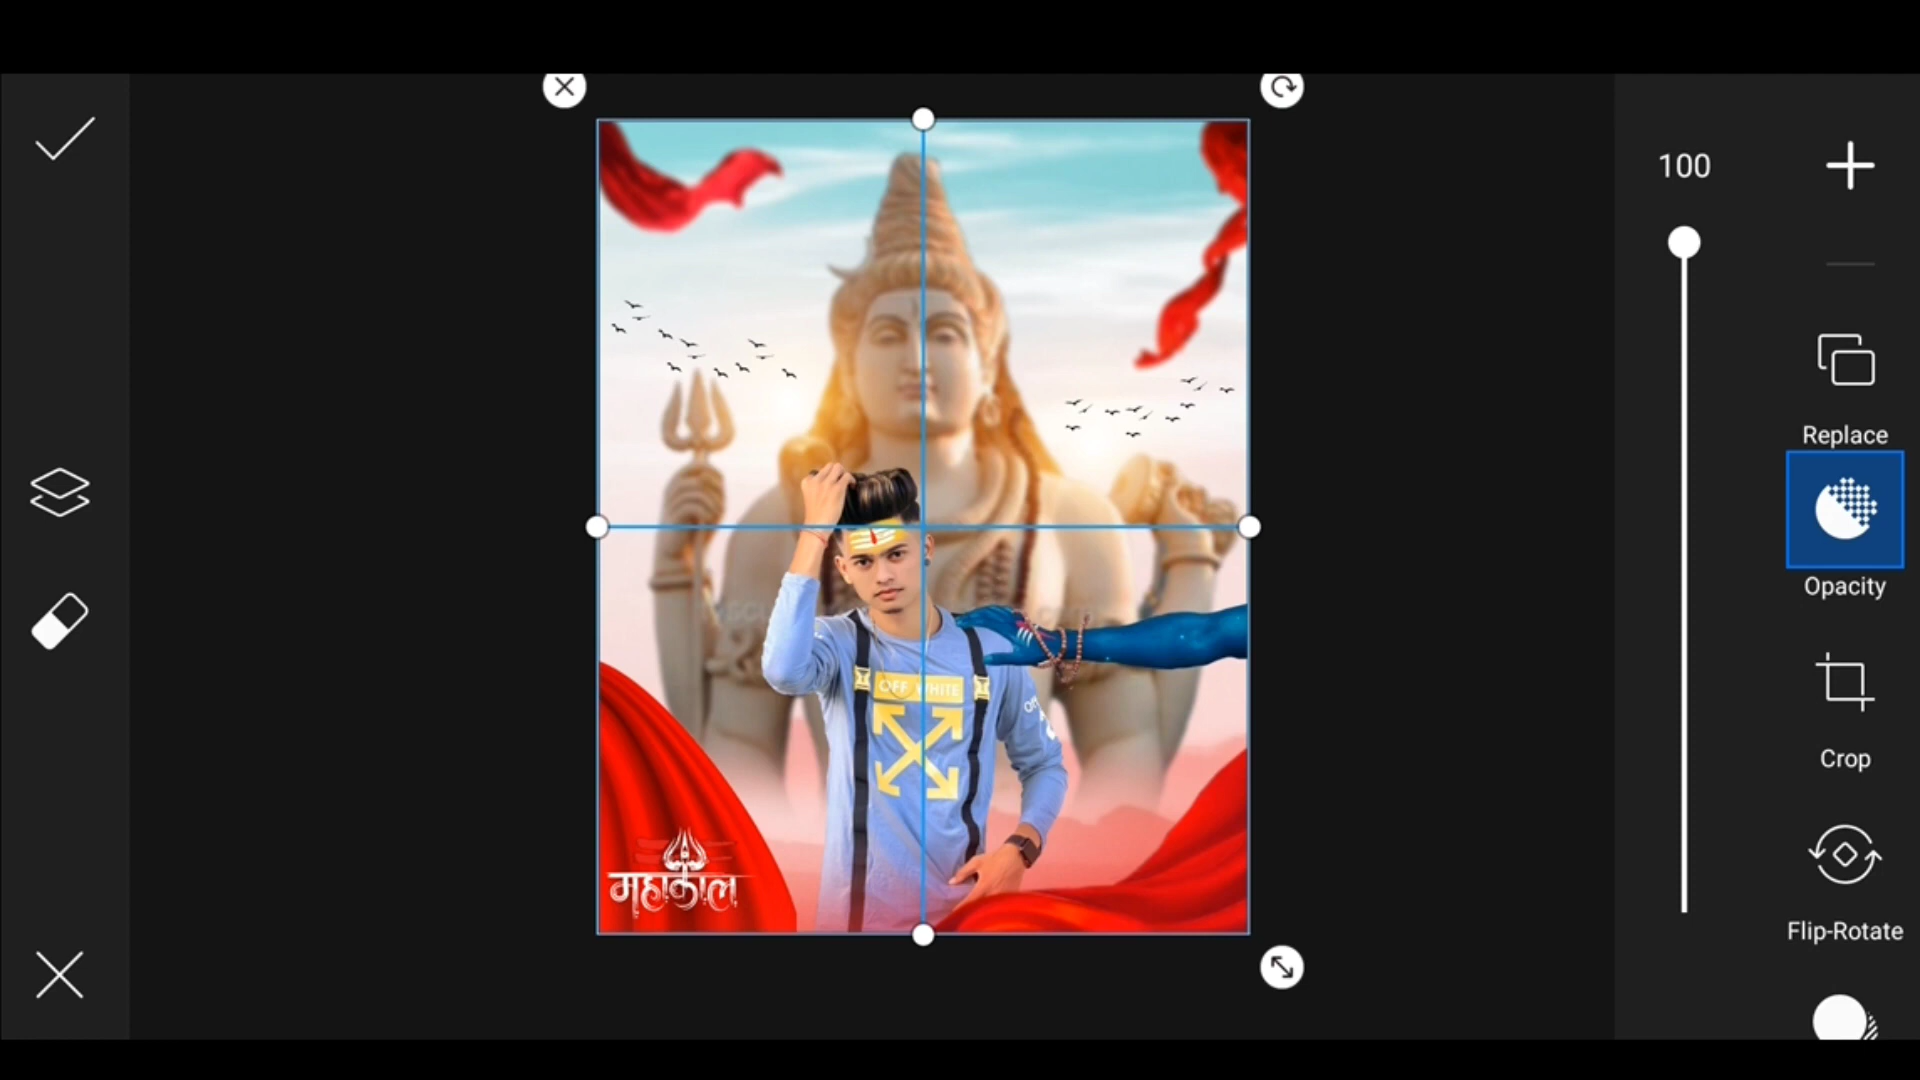 100
Replace
Opacity
Crop
Flip-Rotate
OFF WHITE
महाकाल